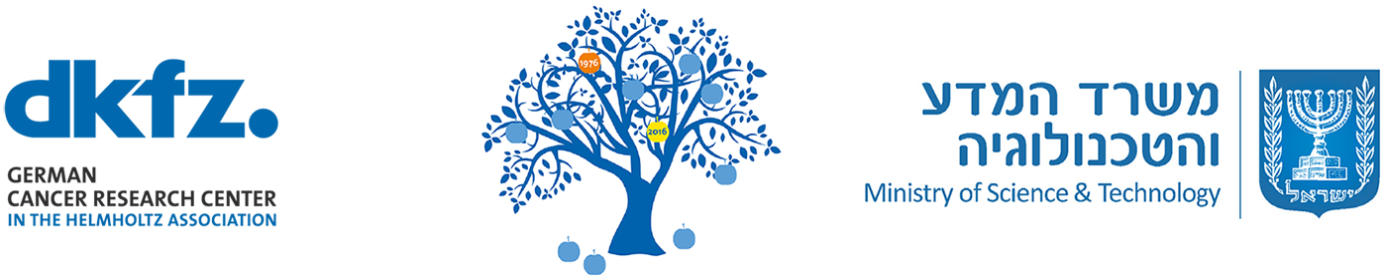 dkfz.
GERMAN
CANCER RESEARCH CENTER
IN THE HELMHOLTZ ASSOCIATION
1976
2016
משרד המדע
והטכנולוגיה
Ministry of Science & Technology
ישראל